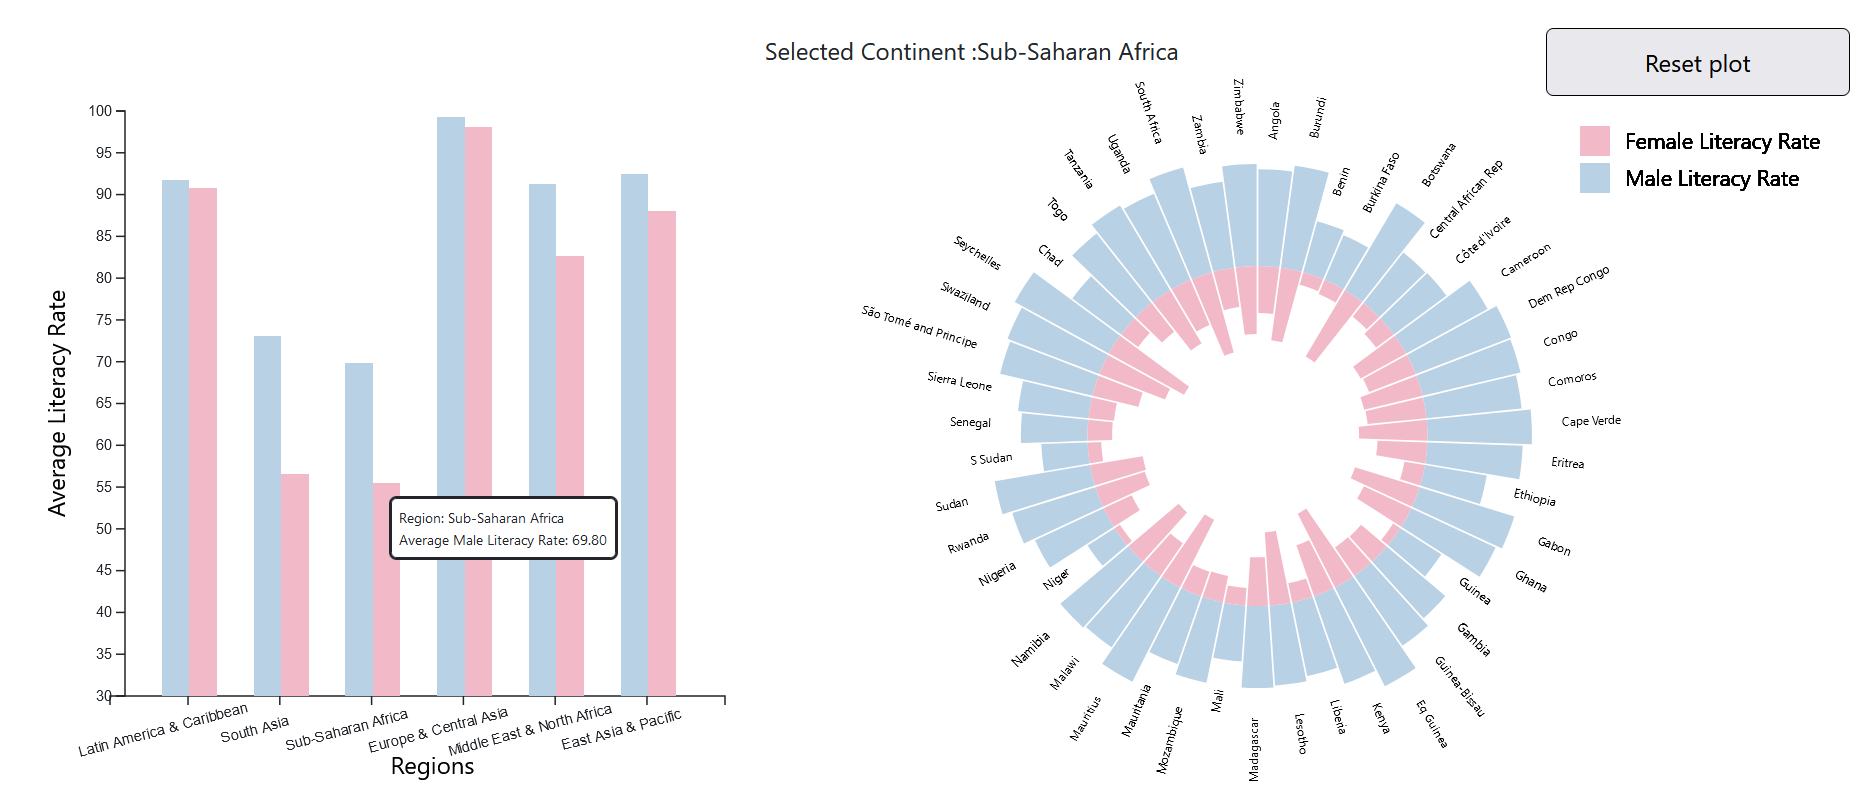 Selected Continent :Sub-Saharan Africa
Reset plot
Female Literacy Rate
Male Literacy Rate
Average Literacy Rate
100
95
90
85
80
75
70
65
60
55
50
45
40
35
30
Latin America & Caribbean
South Asia
Sub-Saharan Africa
Europe & Central Asia
Middle East & North Africa
East Asia & Pacific
Regions
Region: Sub-Saharan Africa
Average Male Literacy Rate: 69.80
Angola
Burundi
Benin
Burkina Faso
Botswana
Central African Rep
Côte d'Ivoire
Cameroon
Dem Rep Congo
Congo
Comoros
Cape Verde
Eritrea
Ethiopia
Gabon
Ghana
Guinea
Gambia
Guinea-Bissau
Eq Guinea
Kenya
Liberia
Lesotho
Madagascar
Mali
Mozambique
Mauritania
Mauritius
Malawi
Namibia
Niger
Nigeria
Rwanda
Sudan
S Sudan
Senegal
Sierra Leone
São Tomé and Principe
Swaziland
Seychelles
Chad
Togo
Tanzania
Uganda
South Africa
Zambia
Zimbabwe